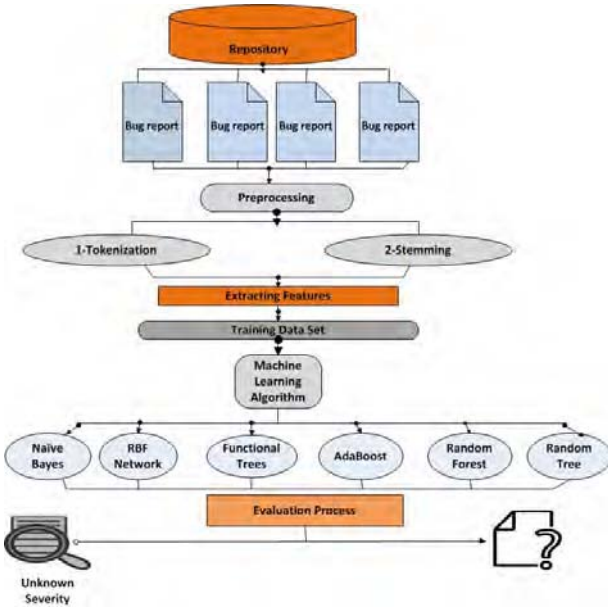 Repository
Bug report
Bug report
Bug report
Bug report
Preprocessing
1-Tokenization
2-Stemming
Extracting Features
Training Data Set
Machine
Learning
Algorithm
Naïve
Bayes
RBF
Network
Functional
Trees
AdaBoost
Random
Forest
Random
Tree
Evaluation Process
?
Unknown
Severity